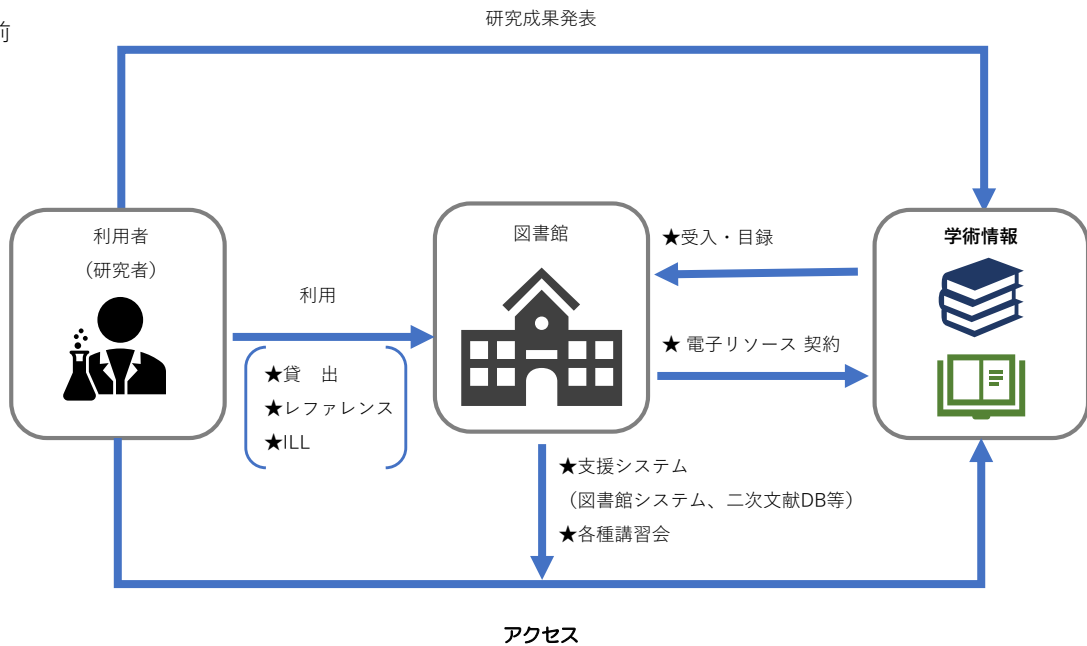 研究成果発表
前
利用者
（研究者）
図書館
学術情報
★受入・目録
利用
★ 電子リソース 契約
★貸　出
★レファレンス
★ILL
★支援システム
（図書館システム、二次文献DB等）
★各種講習会
アクセス